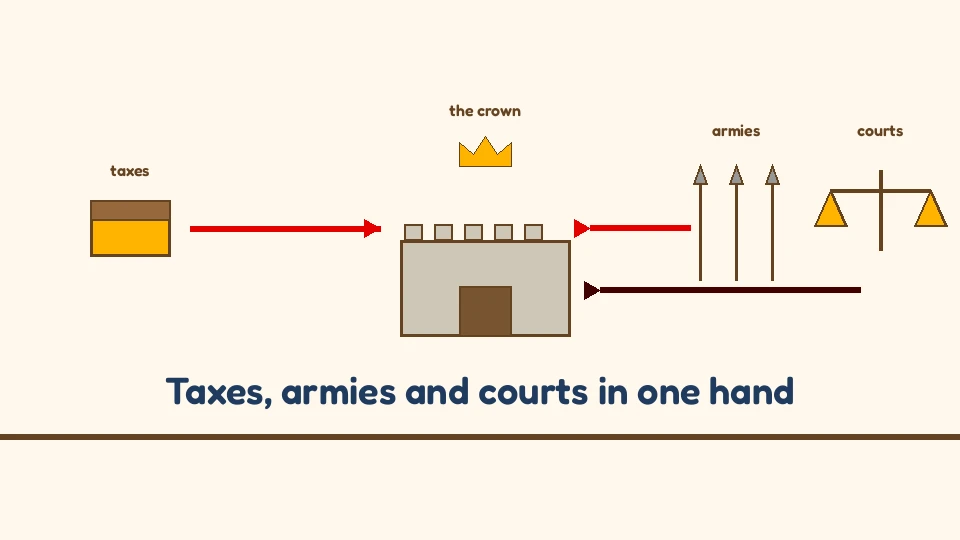 the crown
armies
courts
taxes
Taxes, armies and courts in one hand